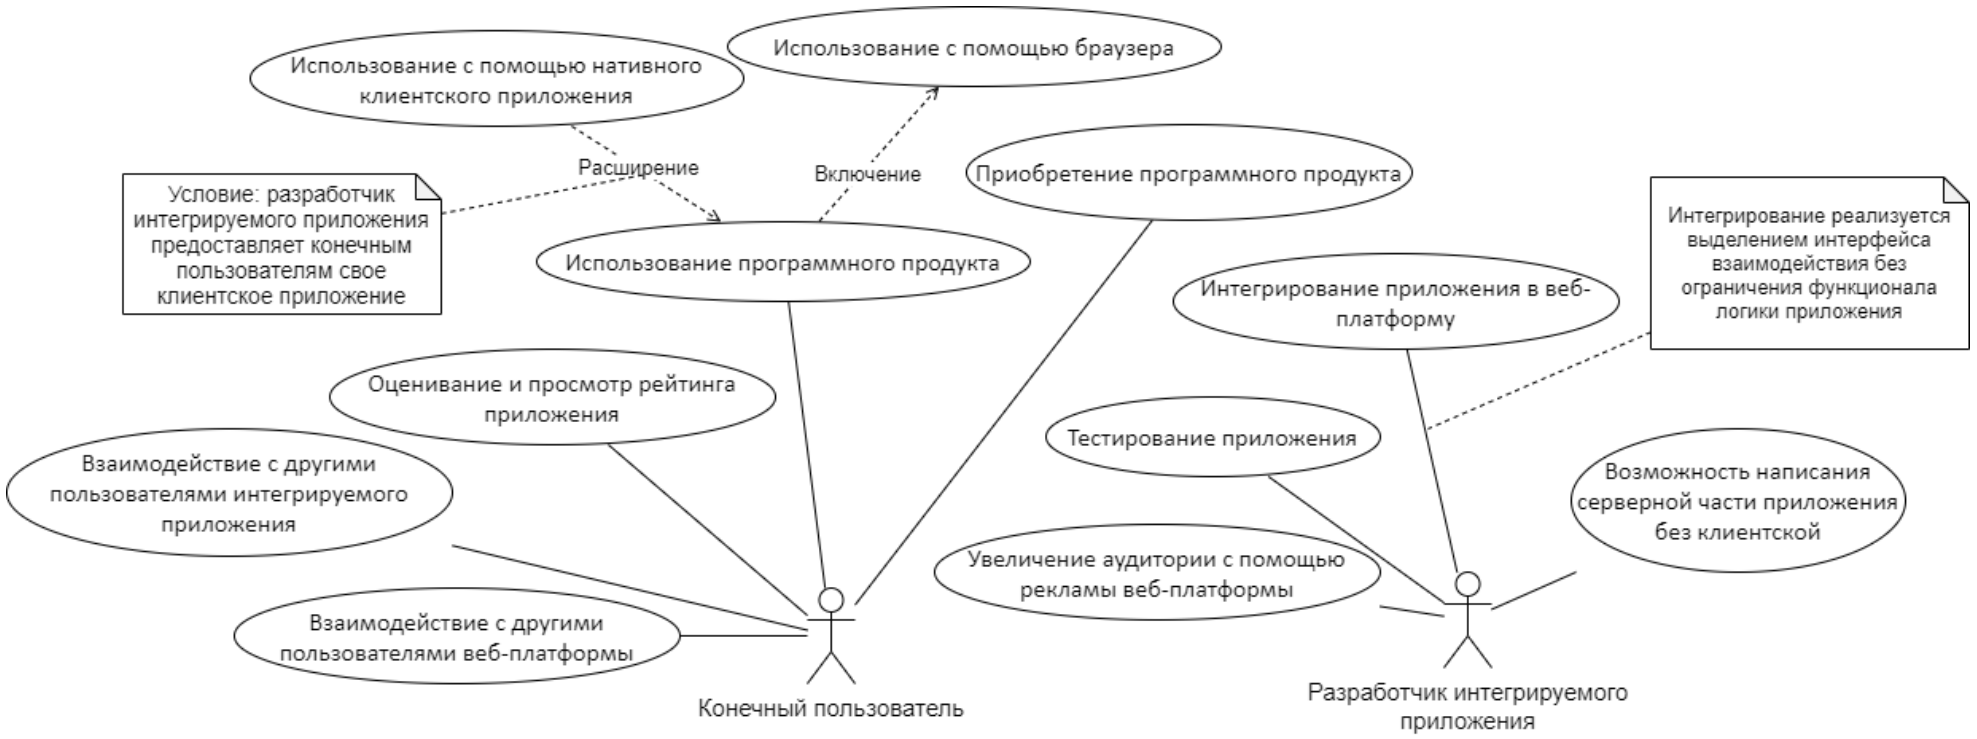 Использование с помощью браузера
Использование с помощью нативного
клиентского приложения
Расширение
Включение
Приобретение программного продукта
Условие: разработчик
интегрируемого приложения
предоставляет конечным
пользователям свое
клиентское приложение
Интегрирование реализуется
выделением интерфейса
взаимодействия без
ограничения функционала
логики приложения
Использование программного продукта
Интегрирование приложения в веб-
платформу
Оценивание и просмотр рейтинга
приложения
Тестирование приложения
Взаимодействие с другими
пользователями интегрируемого
приложения
Возможность написания
серверной части приложения
без клиентской
Увеличение аудитории с помощью
рекламы веб-платформы
Взаимодействие с другими
пользователями веб-платформы
Конечный пользователь
Разработчик интегрируемого
приложения